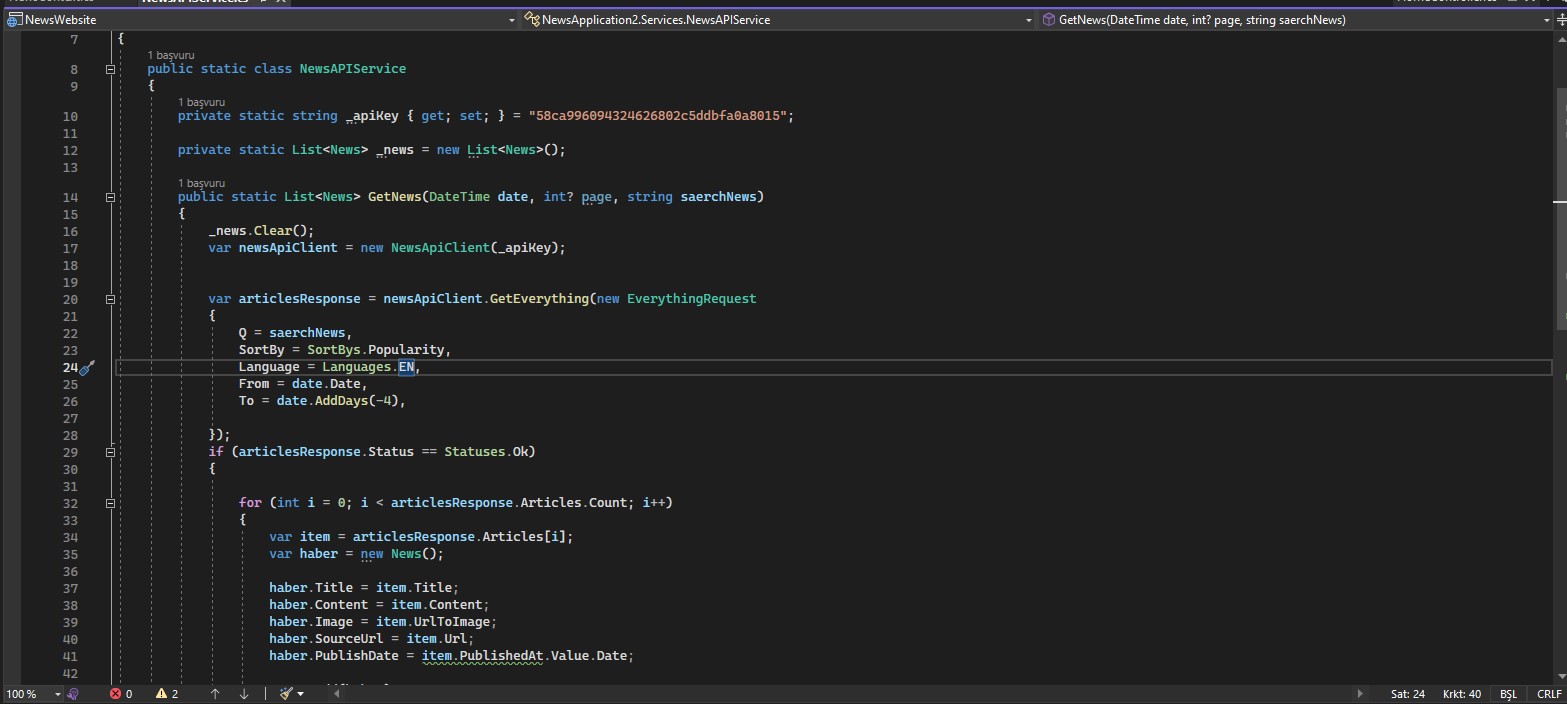 NewsWebsite NewsApplication2.Services.NewsAPIService GetNews(DateTime date, int? page, string saerchNews)
7 {
1 başvuru
8 public static class NewsAPIService
9 {
1 başvuru
10 private static string _apiKey { get; set; } = "58ca996094324626802c5ddbfa0a8015";
11
12 private static List<News> _news = new List<News>();
13
1 başvuru
14 public static List<News> GetNews(DateTime date, int? page, string saerchNews)
15 {
16 _news.Clear();
17 var newsApiClient = new NewsApiClient(_apiKey);
18
19
20 var articlesResponse = newsApiClient.GetEverything(new EverythingRequest
21 {
22 Q = saerchNews,
23 SortBy = SortBys.Popularity,
24 Language = Languages.EN,
25 From = date.Date,
26 To = date.AddDays(-4),
27
28 });
29 if (articlesResponse.Status == Statuses.Ok)
30 {
31
32 for (int i = 0; i < articlesResponse.Articles.Count; i++)
33 {
34 var item = articlesResponse.Articles[i];
35 var haber = new News();
36
37 haber.Title = item.Title;
38 haber.Content = item.Content;
39 haber.Image = item.UrlToImage;
40 haber.SourceUrl = item.Url;
41 haber.PublishDate = item.PublishedAt.Value.Date;
42
100 % 0 2 Sat: 24 Krkt: 40 BŞL CRLF